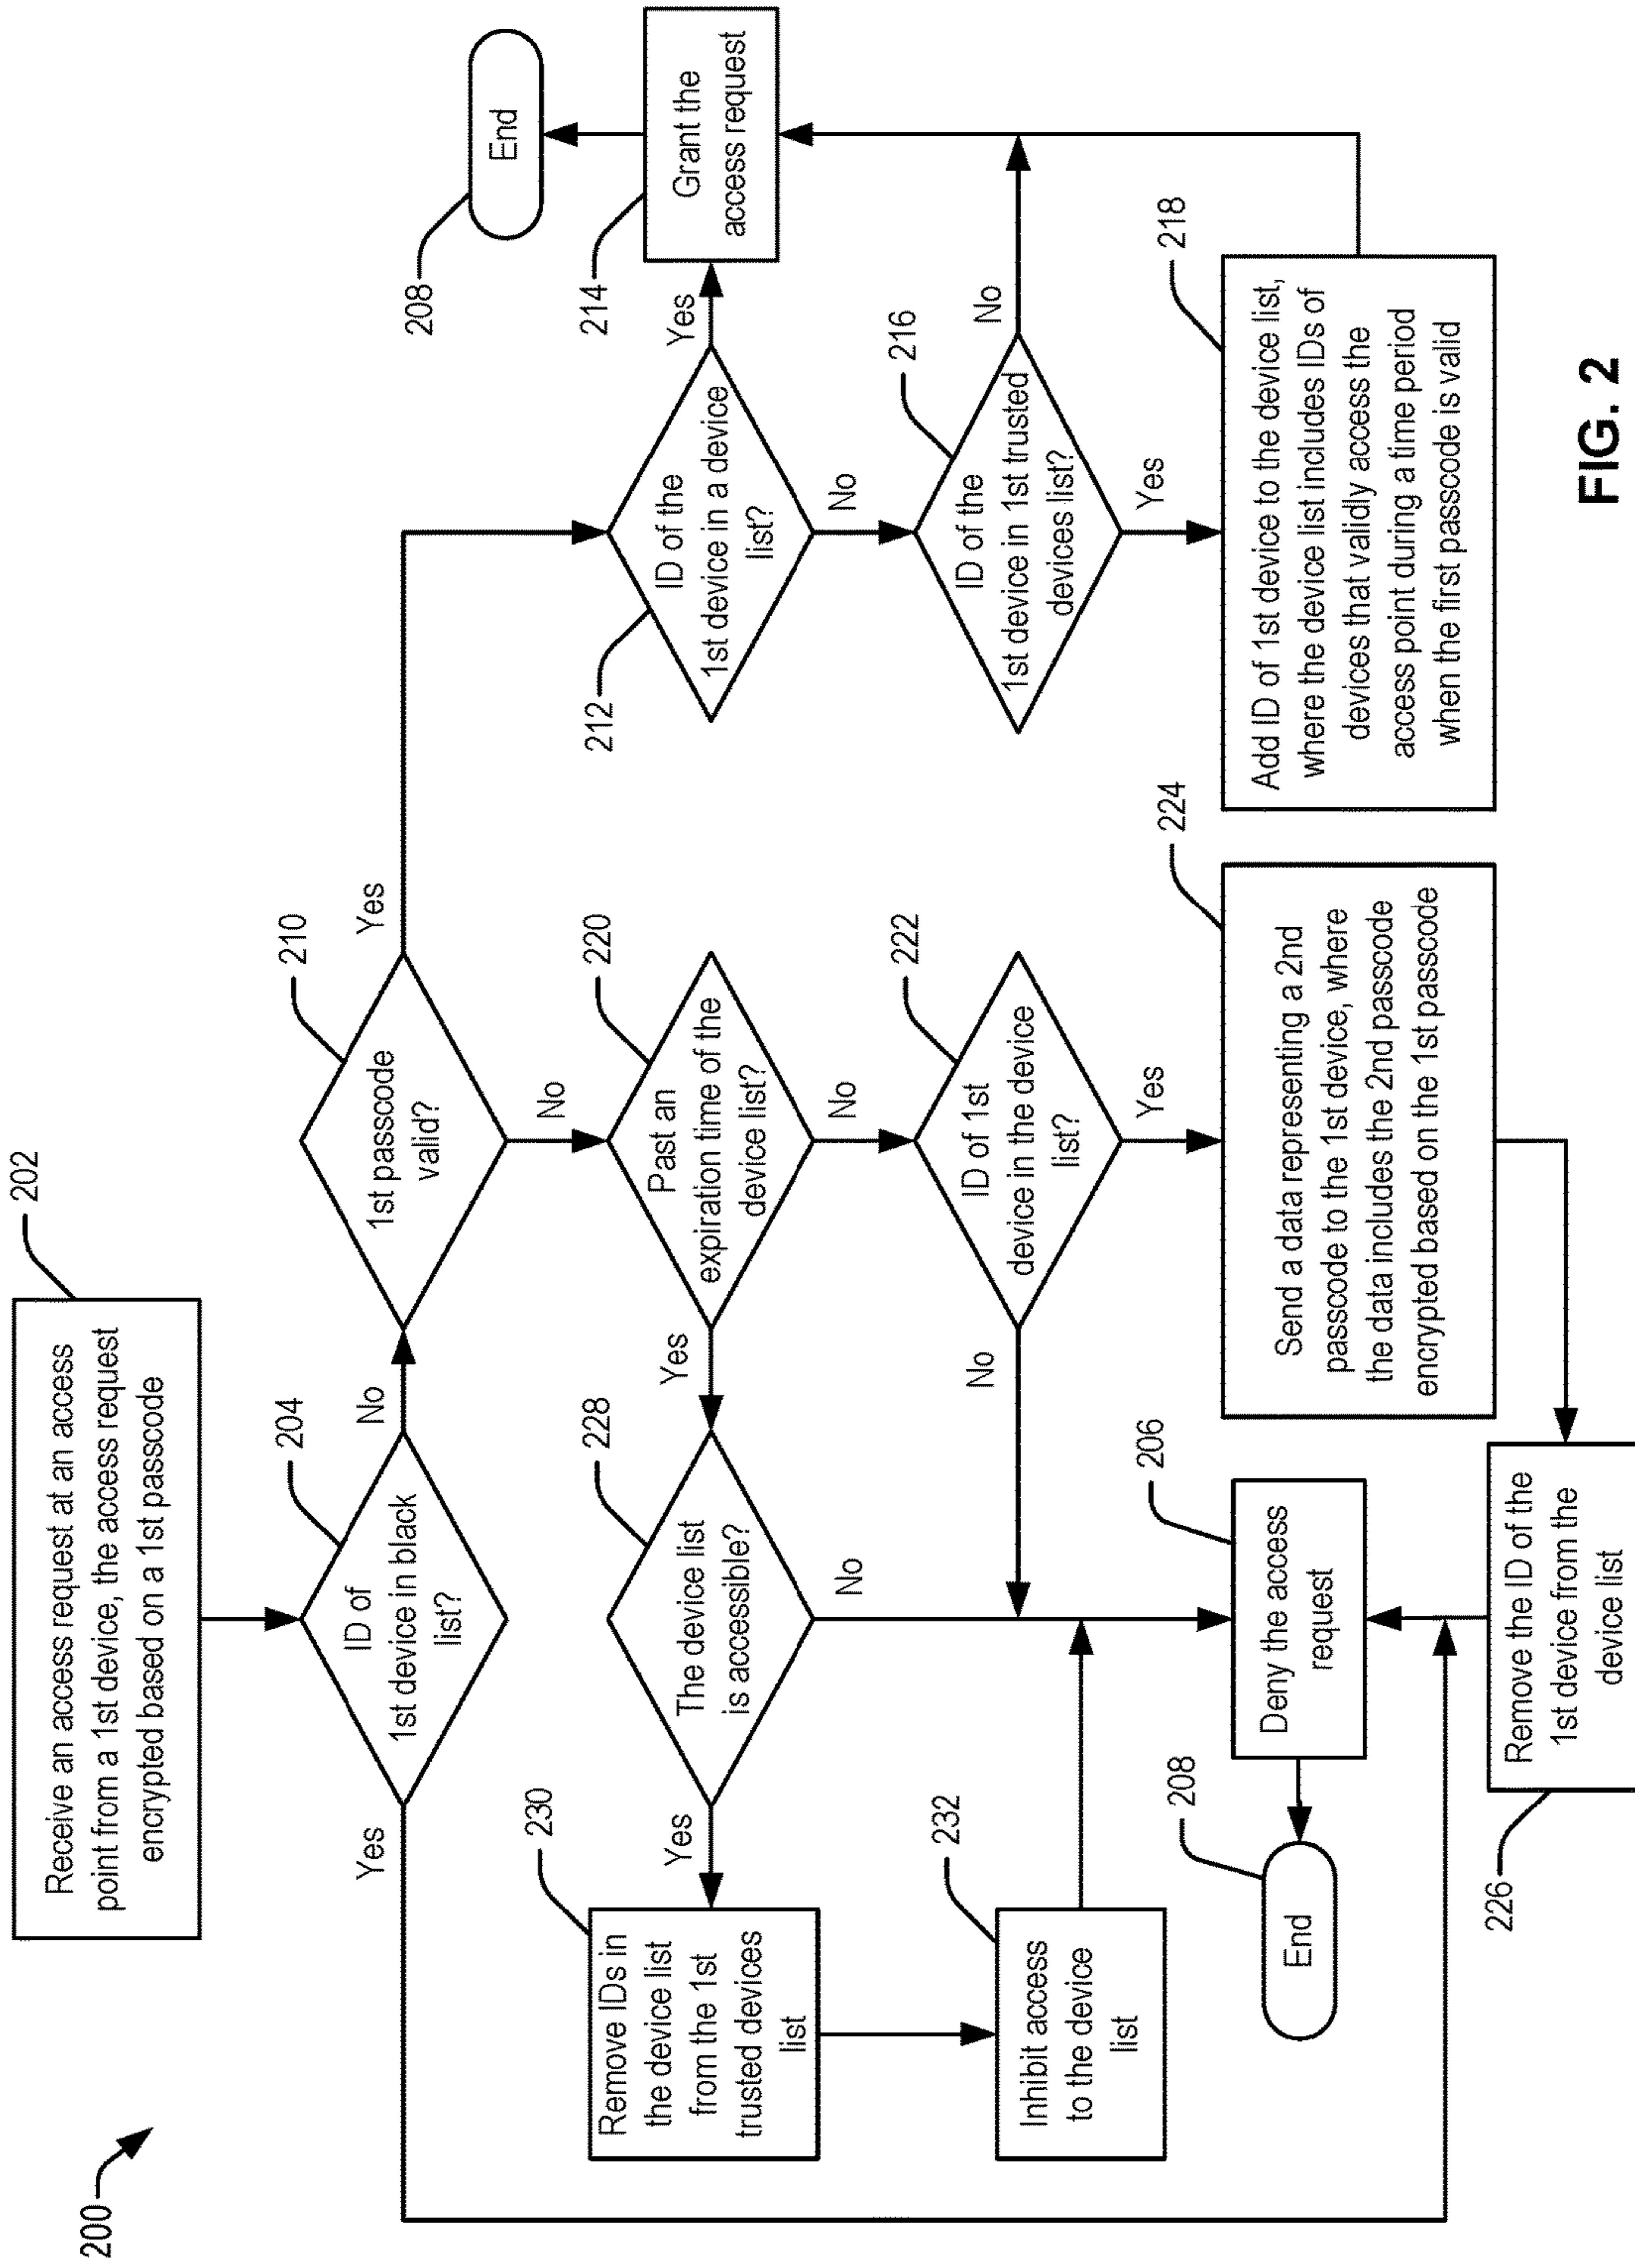 200
202
Receive an access request at an access
point from a 1st device, the access request
encrypted based on a 1st passcode
204
ID of
1st device in black
list?
Yes
No
210
1st passcode
valid?
Yes
No
212
ID of the
1st device in a device
list?
Yes
No
214
Grant the
access request
208
End
216
ID of the
1st device in 1st trusted
devices list?
No
Yes
218
Add ID of 1st device to the device list,
where the device list includes IDs of
devices that validly access the
access point during a time period
when the first passcode is valid
220
Past an
expiration time of the
device list?
Yes
No
222
ID of 1st
device in the device
list?
No
Yes
224
Send a data representing a 2nd
passcode to the 1st device, where
the data includes the 2nd passcode
encrypted based on the 1st passcode
228
The device list
is accessible?
Yes
No
230
Remove IDs in
the device list
from the 1st
trusted devices
list
232
Inhibit access
to the device
list
206
Deny the access
request
208
End
226
Remove the ID of the
1st device from the
device list
FIG. 2